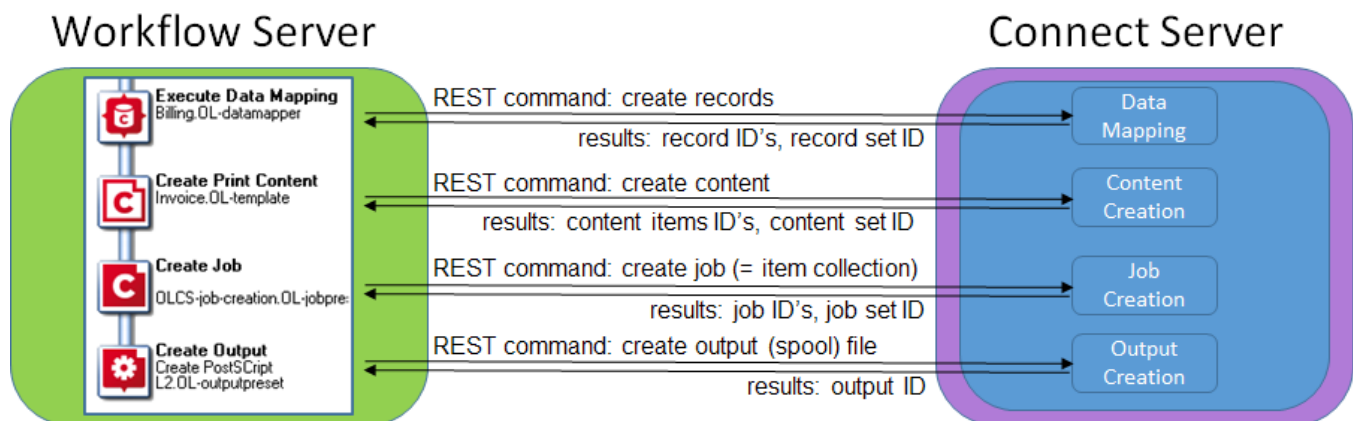 Workflow Server
Connect Server
Execute Data Mapping
Billing.OL-datamapper
REST command: create records
results: record ID's, record set ID
Data
Mapping
Create Print Content
Invoice.OL-template
REST command: create content
results: content items ID's, content set ID
Content
Creation
Create Job
OLCS-job-creation.OL-jobpre
REST command: create job (= item collection)
results: job ID's, job set ID
Job
Creation
Create Output
Create PostSCript
L2.OL-outputpreset
REST command: create output (spool) file
results: output ID
Output
Creation